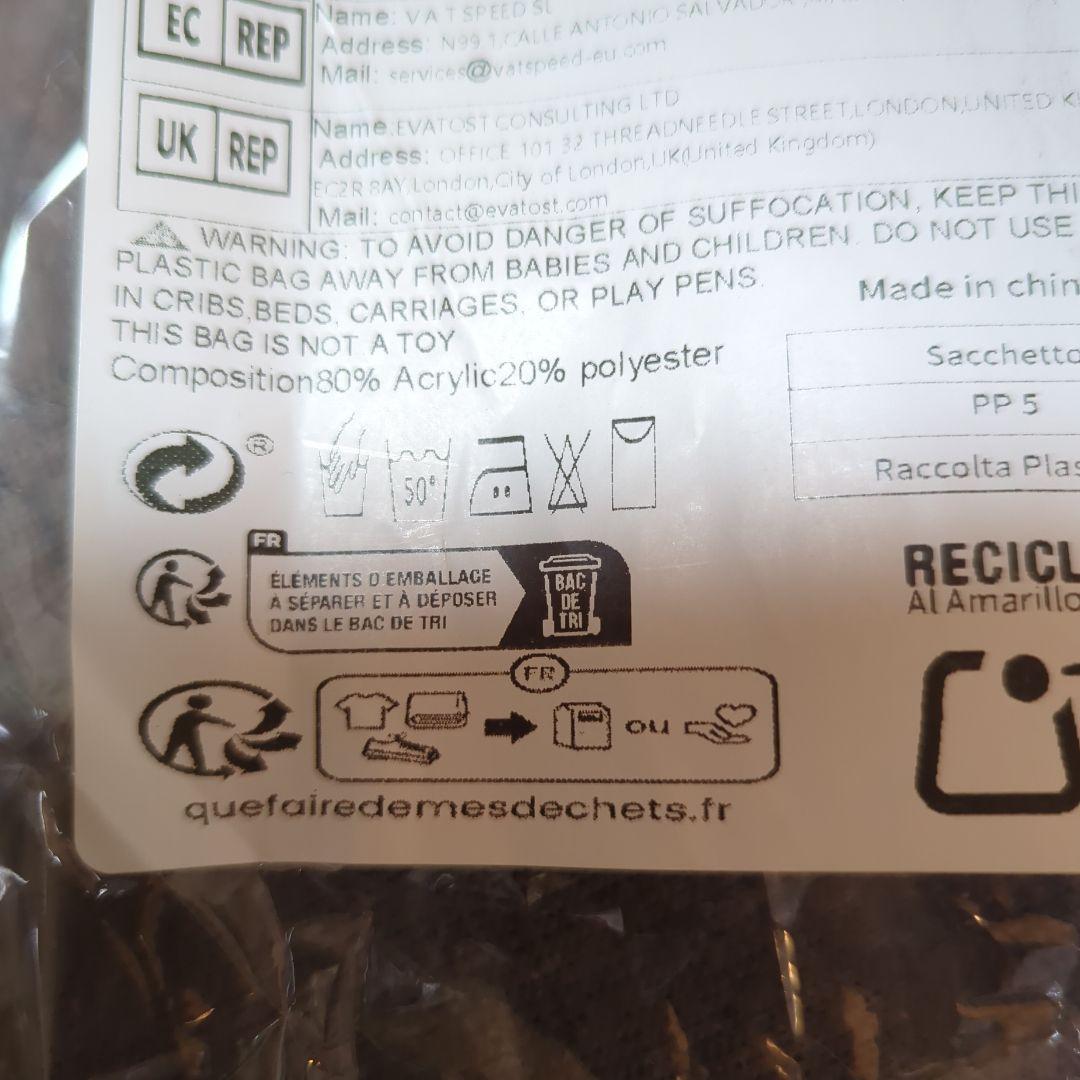 EC REP
Name: V A T SPEED SL
Address: N99 1,CALLE ANTONIO
Mail: services@vatspeed-eu.com
UK REP
Name.EVATOST CONSULTING LTD
Address: OFFICE 101 32 THREADNEEDLE STREET,LONDON,UNITED
EC2R 8AY,London,City of London,UK(United Kingdom)
Mail: contact@evatost.com
WARNING: TO AVOID DANGER OF SUFFOCATION, KEEP THI
PLASTIC BAG AWAY FROM BABIES AND CHILDREN. DO NOT USE
IN CRIBS,BEDS, CARRIAGES, OR PLAY PENS.
THIS BAG IS NOT A TOY
Composition80% Acrylic20% polyester
Made in chin
Sacchetto
PP 5
Raccolta Plas
®
50°
FR
ÉLÉMENTS D'EMBALLAGE
À SÉPARER ET À DÉPOSER
DANS LE BAC DE TRI
BAC
DE
TRI
RECICL
Al Amarillo
FR
ou
quefairedemesdechets.fr